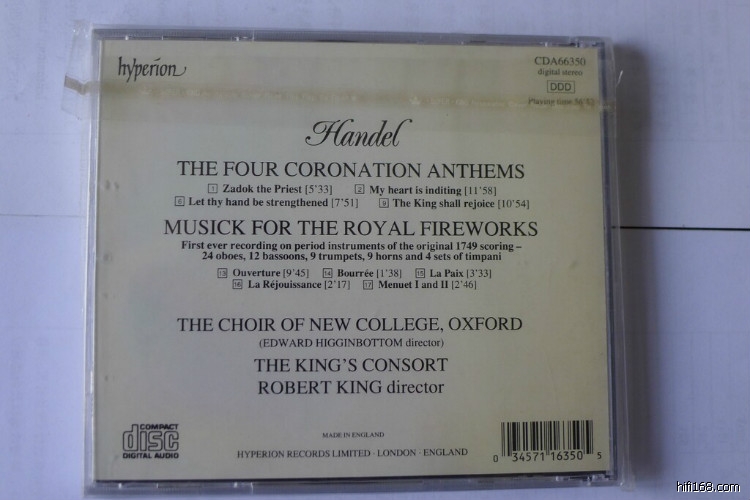 hyperion
CDA66350
digital stereo
DDD
Playing time 56'32
Handel
THE FOUR CORONATION ANTHEMS
1 Zadok the Priest [5'33] 2 My heart is inditing [11'58]
6 Let thy hand be strengthened [7'51] 9 The King shall rejoice [10'54]
MUSICK FOR THE ROYAL FIREWORKS
First ever recording on period instruments of the original 1749 scoring –
24 oboes, 12 bassoons, 9 trumpets, 9 horns and 4 sets of timpani
13 Ouverture [9'45] 14 Bourrée [1'38] 15 La Paix [3'33]
16 La Réjouissance [2'17] 17 Menuet I and II [2'46]
THE CHOIR OF NEW COLLEGE, OXFORD
(EDWARD HIGGINBOTTOM director)
THE KING'S CONSORT
ROBERT KING director
COMPACT
disc
DIGITAL AUDIO
MADE IN ENGLAND
HYPERION RECORDS LIMITED · LONDON · ENGLAND
0 34571 16350 5
hifi168.com